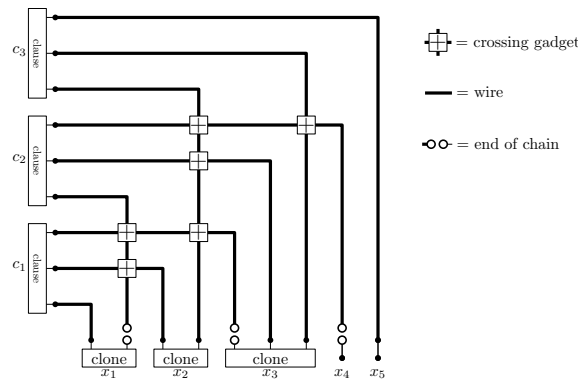 c3 clause
= crossing gadget
= wire
c2 clause
= end of chain
c1 clause
clone clone clone
x1 x2 x3 x4 x5